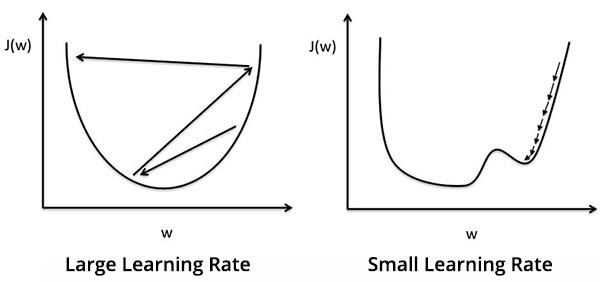 J(w)
w
Large Learning Rate
J(w)
w
Small Learning Rate